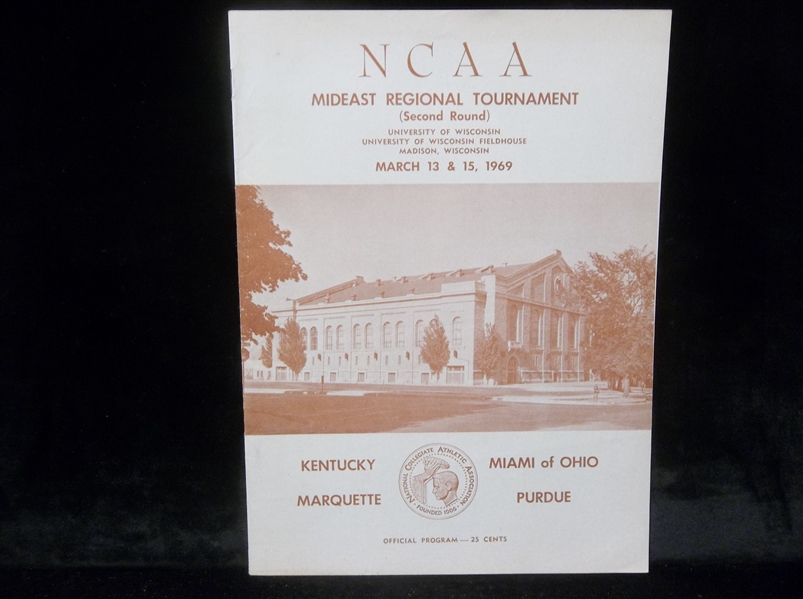 NCAA
MIDEAST REGIONAL TOURNAMENT
(Second Round)
UNIVERSITY OF WISCONSIN
UNIVERSITY OF WISCONSIN FIELDHOUSE
MADISON, WISCONSIN
MARCH 13 & 15, 1969
KENTUCKY
MIAMI of OHIO
MARQUETTE
PURDUE
NATIONAL COLLEGIATE ATHLETIC ASSOCIATION
FOUNDED 1906
OFFICIAL PROGRAM — 25 CENTS